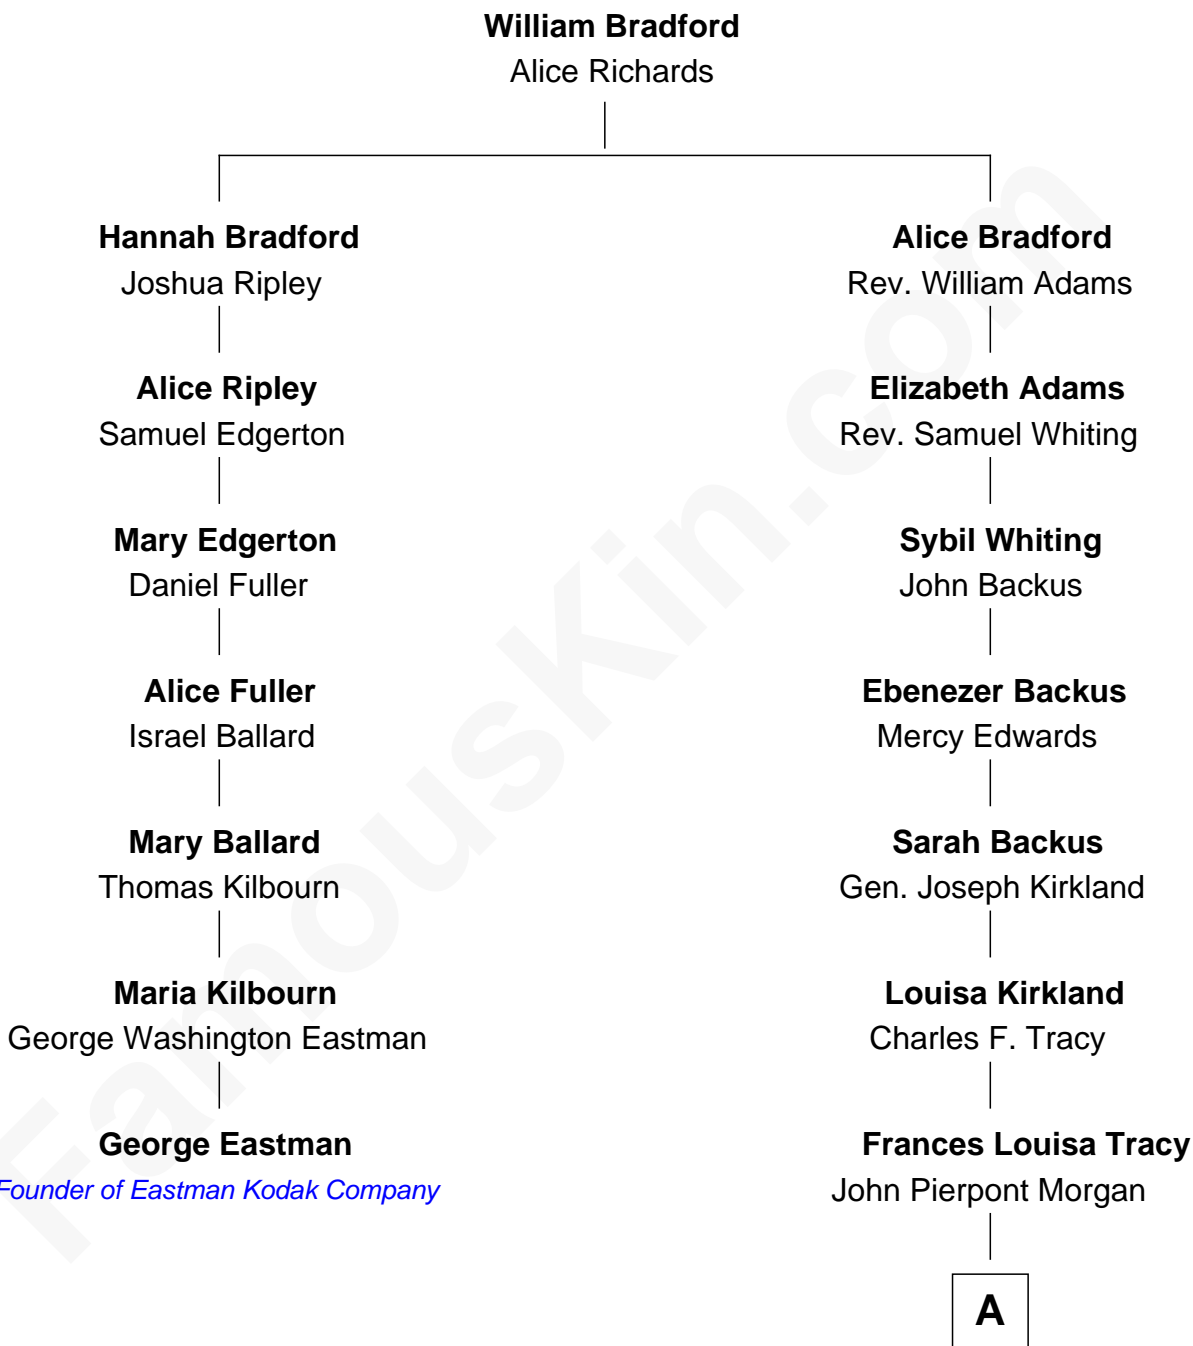 William Bradford
Alice Richards
Hannah Bradford
Joshua Ripley
Alice Ripley
Samuel Edgerton
Mary Edgerton
Daniel Fuller
Alice Fuller
Israel Ballard
Mary Ballard
Thomas Kilbourn
Maria Kilbourn
George Washington Eastman
George Eastman
Founder of Eastman Kodak Company
Alice Bradford
Rev. William Adams
Elizabeth Adams
Rev. Samuel Whiting
Sybil Whiting
John Backus
Ebenezer Backus
Mercy Edwards
Sarah Backus
Gen. Joseph Kirkland
Louisa Kirkland
Charles F. Tracy
Frances Louisa Tracy
John Pierpont Morgan
A
FamousKin.com